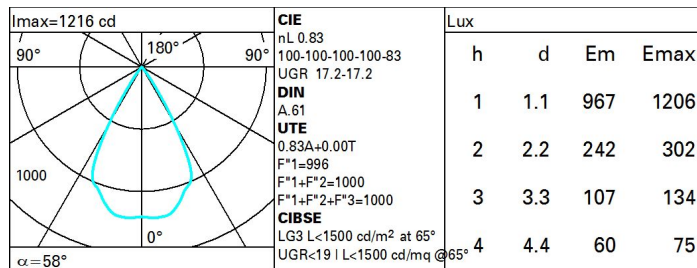 Imax=1216 cd
90° 180° 90°
1000
0°
α=58°
CIE
nL 0.83
100-100-100-100-83
UGR 17.2-17.2
DIN
A.61
UTE
0.83A+0.00T
F"1=996
F"1+F"2=1000
F"1+F"2+F"3=1000
CIBSE
LG3 L<1500 cd/m² at 65°
UGR<19 | L<1500 cd/mq @65°
Lux
h d Em Emax
1 1.1 967 1206
2 2.2 242 302
3 3.3 107 134
4 4.4 60 75